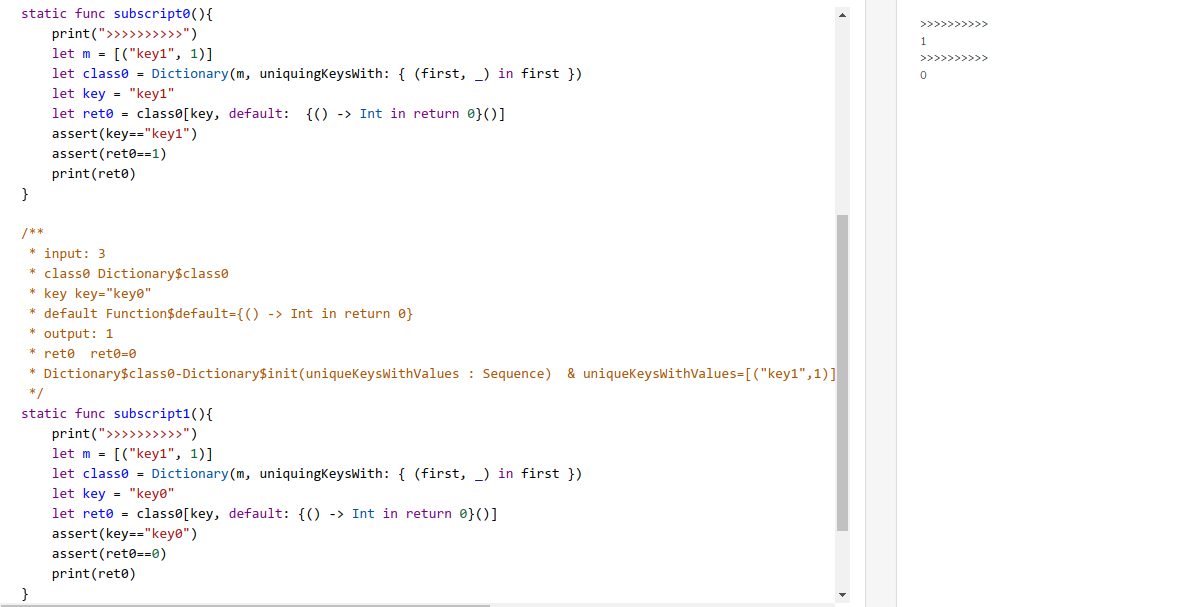 static func subscript0(){
    print(">>>>>>>>>>")
    let m = [("key1", 1)]
    let class0 = Dictionary(m, uniquingKeysWith: { (first, _) in first })
    let key = "key1"
    let ret0 = class0[key, default:  {() -> Int in return 0}()]
    assert(key=="key1")
    assert(ret0==1)
    print(ret0)
}
/**
 * input: 3
 * class0 Dictionary$class0
 * key key="key0"
 * default Function$default={() -> Int in return 0}
 * output: 1
 * ret0  ret0=0
 * Dictionary$class0-Dictionary$init(uniqueKeysWithValues : Sequence)  & uniqueKeysWithValues=[("key1",1)]
 */
static func subscript1(){
    print(">>>>>>>>>>")
    let m = [("key1", 1)]
    let class0 = Dictionary(m, uniquingKeysWith: { (first, _) in first })
    let key = "key0"
    let ret0 = class0[key, default: {() -> Int in return 0}()]
    assert(key=="key0")
    assert(ret0==0)
    print(ret0)
}
>>>>>>>>>>
1
>>>>>>>>>>
0